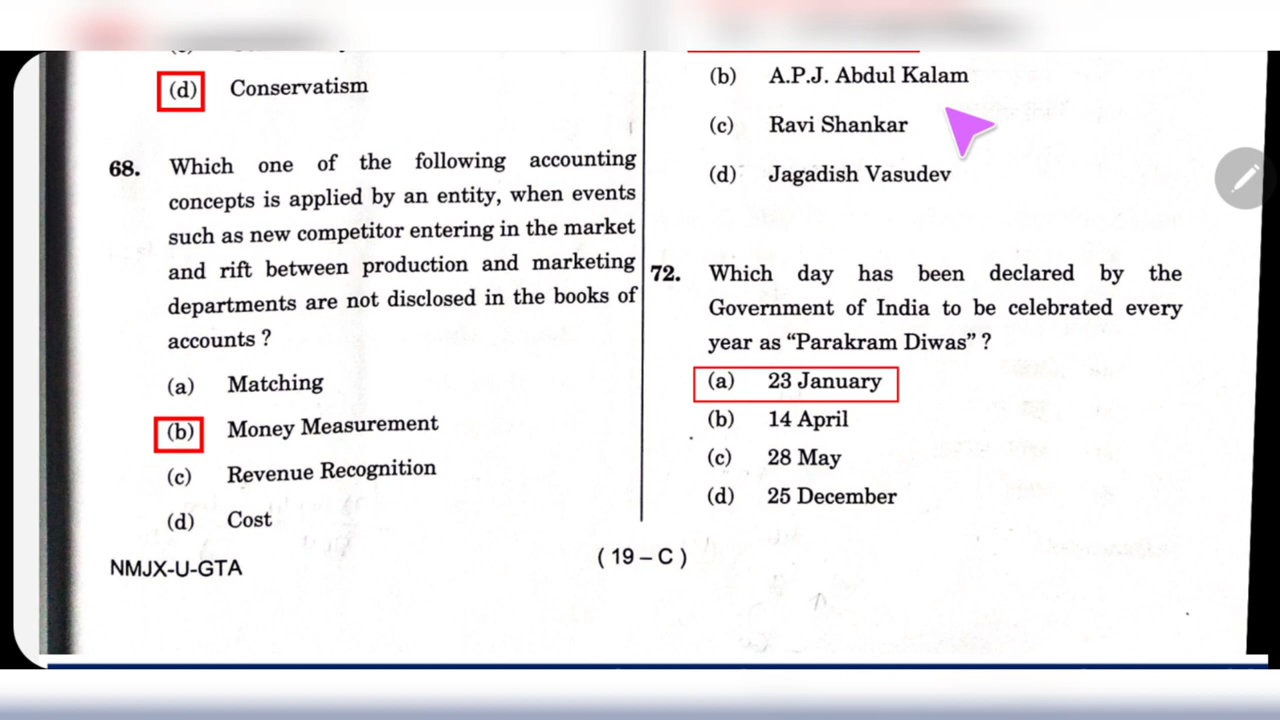 (d) Conservatism
68. Which one of the following accounting
concepts is applied by an entity, when events
such as new competitor entering in the market
and rift between production and marketing
departments are not disclosed in the books of
accounts ?
(a) Matching
(b) Money Measurement
(c) Revenue Recognition
(d) Cost
NMJX-U-GTA
(b) A.P.J. Abdul Kalam
(c) Ravi Shankar
(d) Jagadish Vasudev
72. Which day has been declared by the
Government of India to be celebrated every
year as “Parakram Diwas” ?
(a) 23 January
(b) 14 April
(c) 28 May
(d) 25 December
( 19 – C )